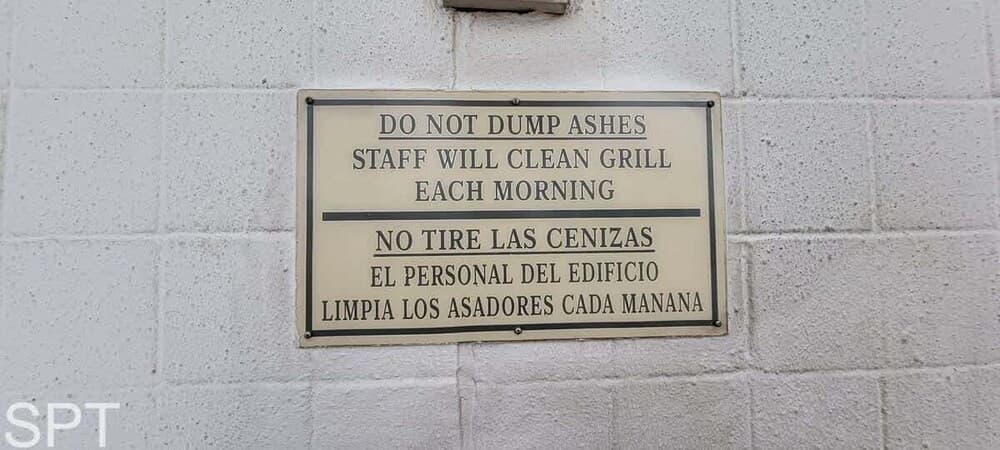 DO NOT DUMP ASHES
STAFF WILL CLEAN GRILL
EACH MORNING
NO TIRE LAS CENIZAS
EL PERSONAL DEL EDIFICIO
LIMPIA LOS ASADORES CADA MANANA
SPT